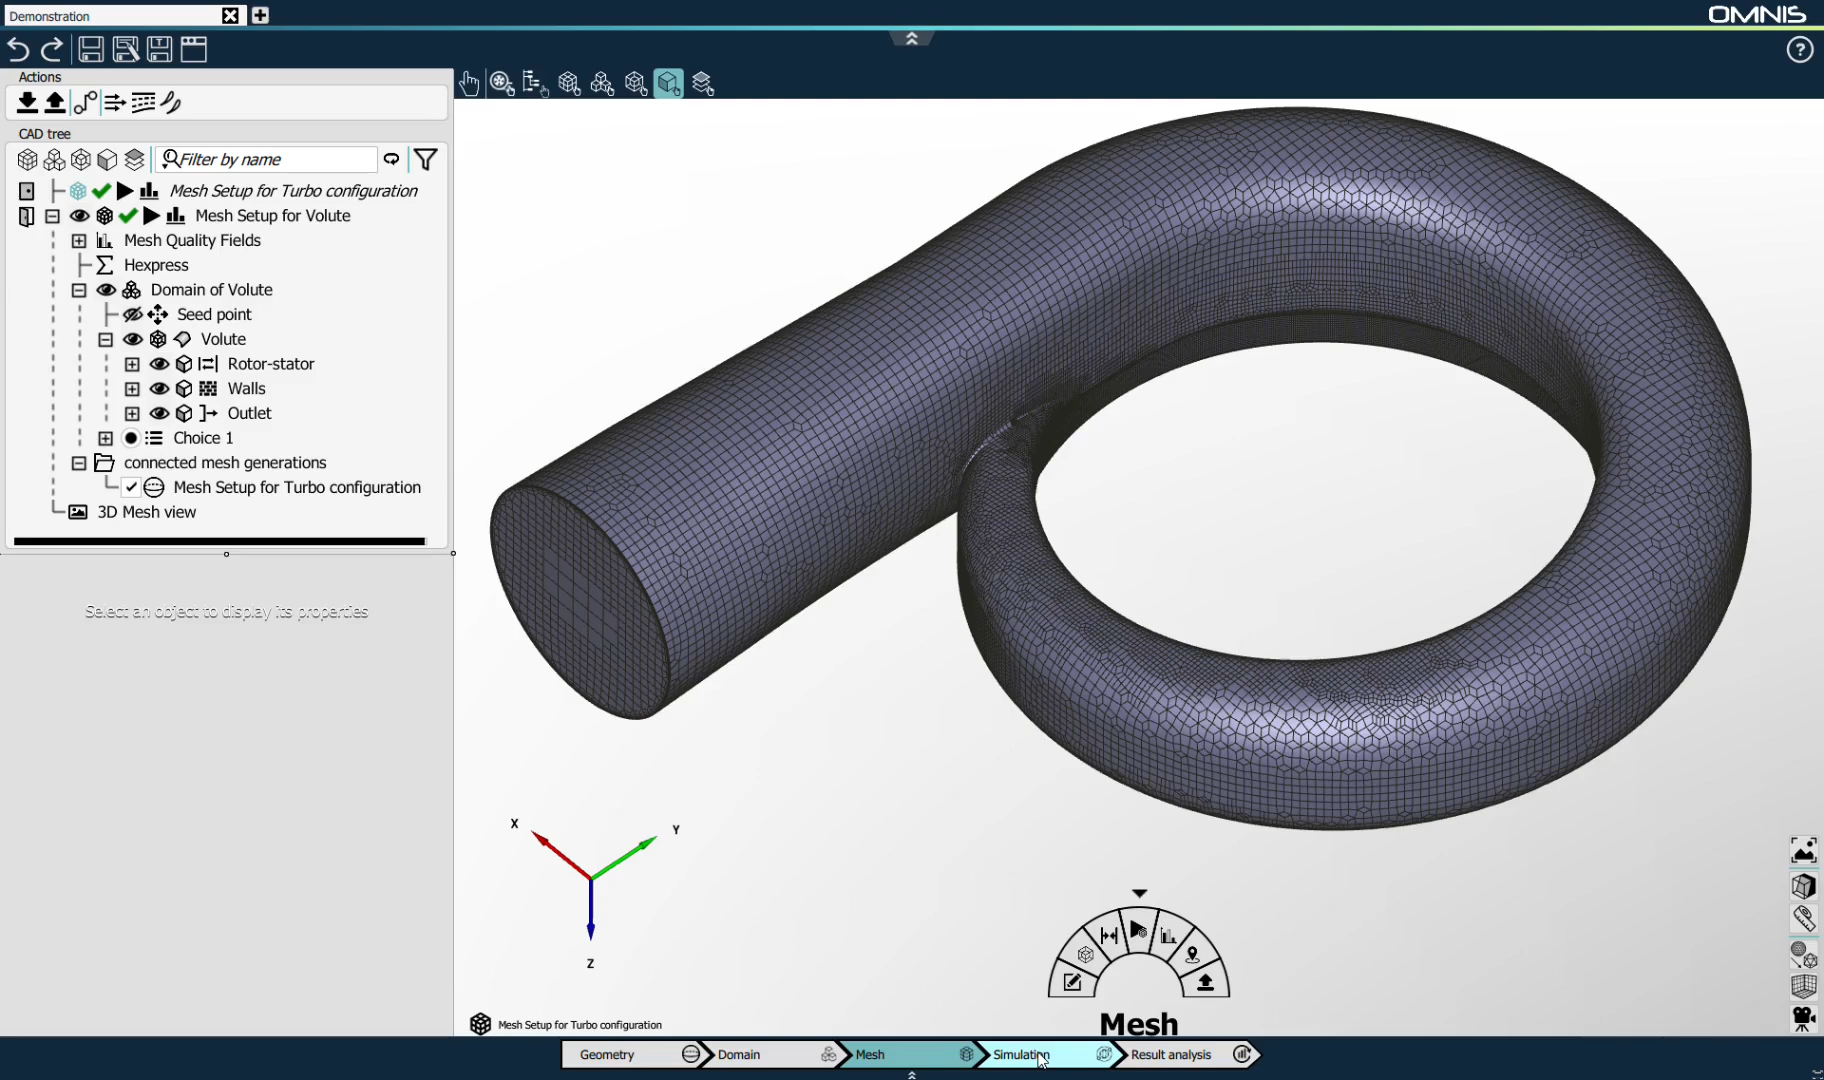 Demonstration
OMNIS
Actions
CAD tree
Filter by name
Mesh Setup for Turbo configuration
Mesh Setup for Volute
Mesh Quality Fields
Hexpress
Domain of Volute
Seed point
Volute
Rotor-stator
Walls
Outlet
Choice 1
connected mesh generations
Mesh Setup for Turbo configuration
3D Mesh view
Select an object to display its properties
X
Y
Z
Mesh Setup for Turbo configuration
Mesh
Geometry
Domain
Mesh
Simulation
Result analysis